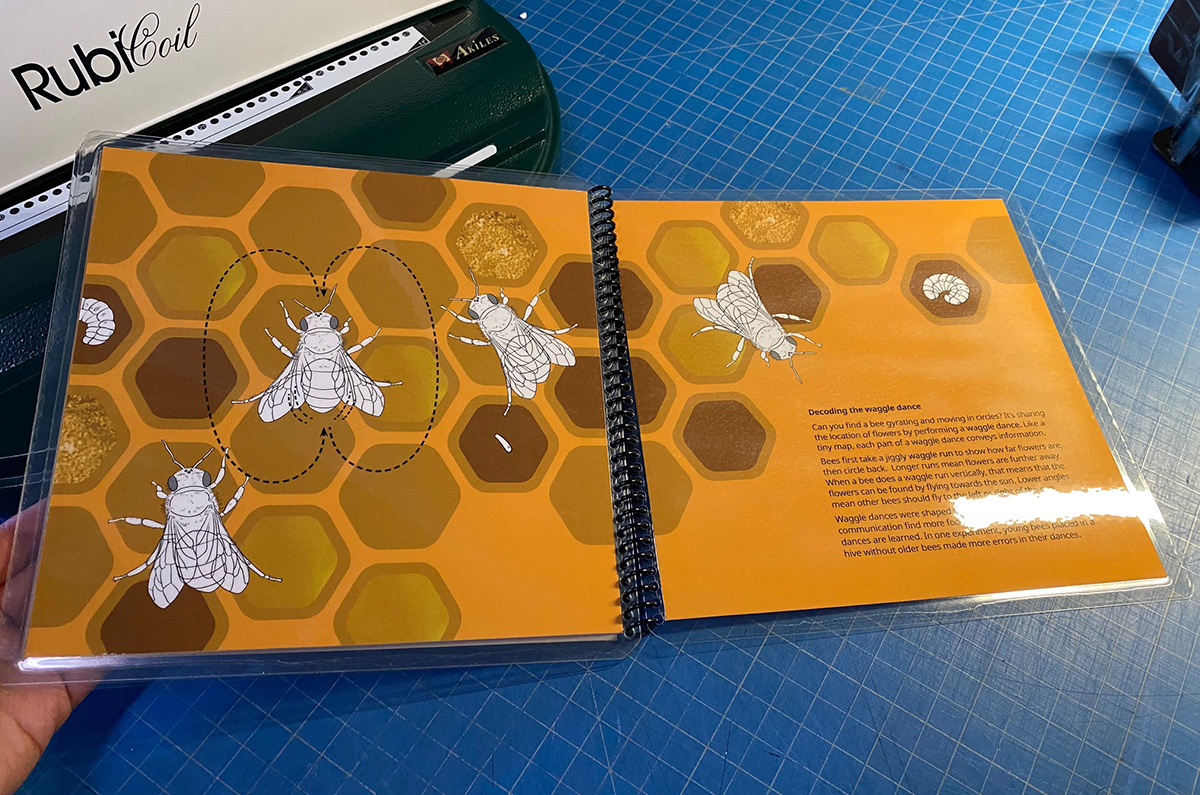 RubiCoil
AKILES
Decoding the waggle dance
Can you find a bee gyrating and moving in circles? It's sharing
the location of flowers by performing a waggle dance. Like a
tiny map, each part of a waggle dance conveys information.
Bees first take a jiggly waggle run to show how far flowers are,
then circle back. Longer runs mean flowers are further away.
When a bee does a waggle run vertically, that means that the
flowers can be found by flying towards the sun. Lower angles
mean other bees should fly to the left or right of
Waggle dances were shaped
communication find more
dances are learned. In one experiment, young bees placed in a
hive without older bees made more errors in their dances.